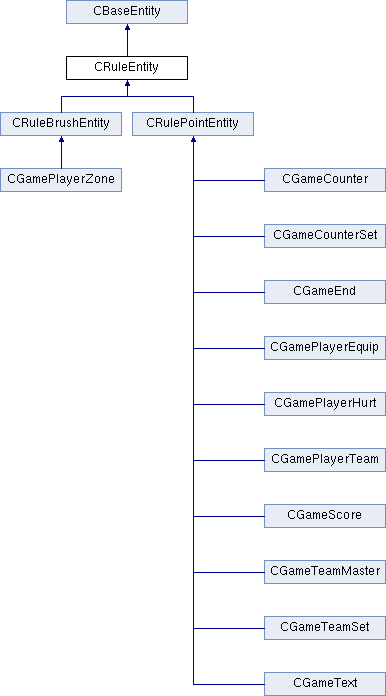 CBaseEntity
CRuleEntity
CRuleBrushEntity
CRulePointEntity
CGamePlayerZone
CGameCounter
CGameCounterSet
CGameEnd
CGamePlayerEquip
CGamePlayerHurt
CGamePlayerTeam
CGameScore
CGameTeamMaster
CGameTeamSet
CGameText